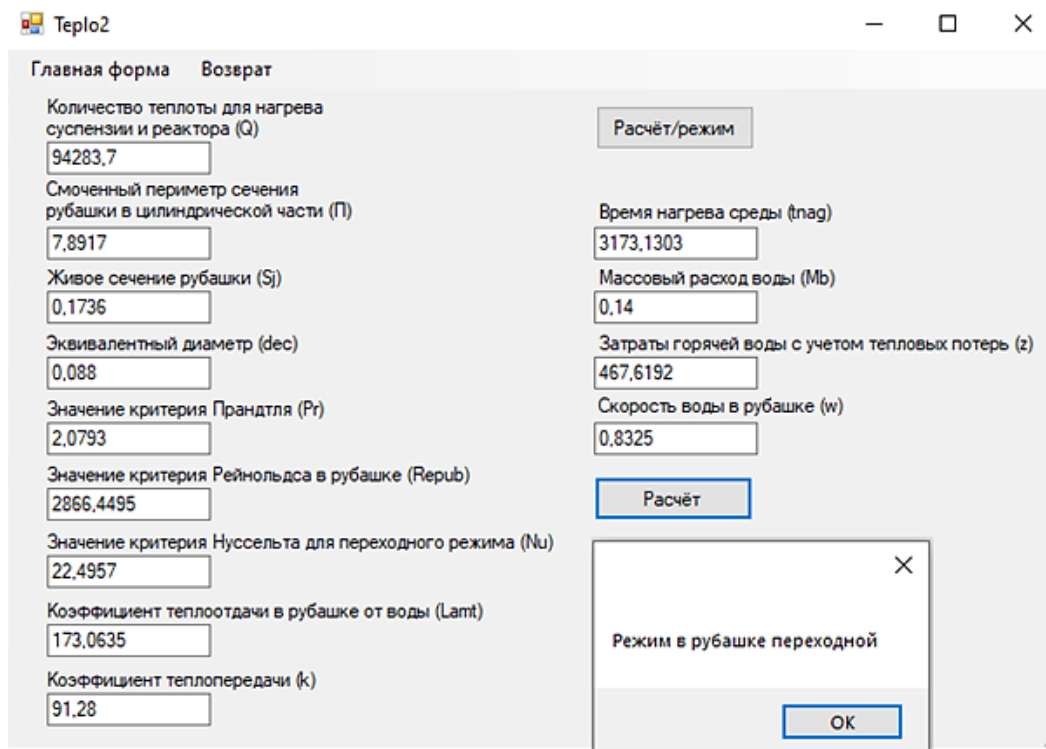 Teplo2
Главная форма Возврат
Количество теплоты для нагрева
суспензии и реактора (Q)
94283,7
Смоченный периметр сечения
рубашки в цилиндрической части (П)
7,8917
Живое сечение рубашки (Sj)
0,1736
Эквивалентный диаметр (dec)
0,088
Значение критерия Прандтля (Pr)
2,0793
Значение критерия Рейнольдса в рубашке (Repub)
2866,4495
Значение критерия Нуссельта для переходного режима (Nu)
22,4957
Коэффициент теплоотдачи в рубашке от воды (Lamt)
173,0635
Коэффициент теплопередачи (k)
91,28
Расчёт/режим
Время нагрева среды (tnag)
3173,1303
Массовый расход воды (Mb)
0,14
Затраты горячей воды с учетом тепловых потерь (z)
467,6192
Скорость воды в рубашке (w)
0,8325
Расчёт
Режим в рубашке переходной
OK